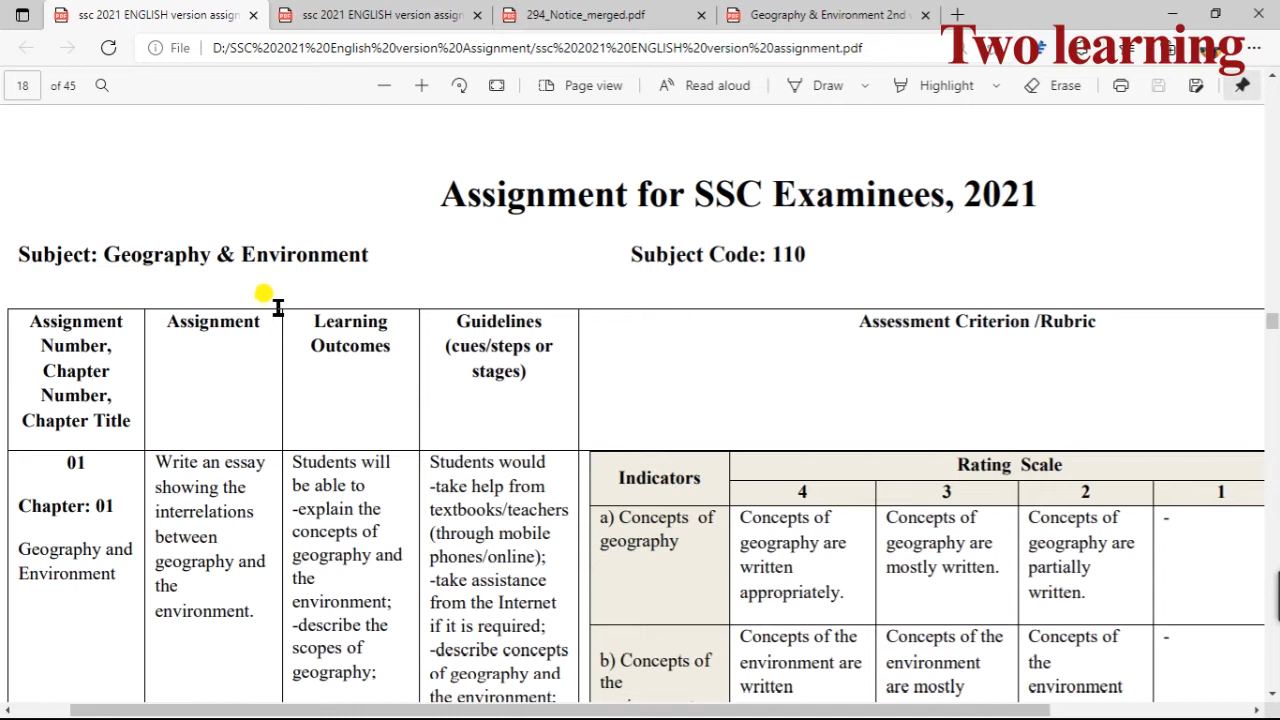 ssc 2021 ENGLISH version assign
ssc 2021 ENGLISH version assign
294_Notice_merged.pdf
Geography & Environment 2nd
File
D:/SSC%202021%20English%20version%20Assignment/ssc%202021%20ENGLISH%20version%20assignment.pdf
Two learning
18 of 45
Page view
Read aloud
Draw
Highlight
Erase
Assignment for SSC Examinees, 2021
Subject: Geography & Environment
Subject Code: 110
Assignment
Number,
Chapter
Number,
Chapter Title
Assignment
Learning
Outcomes
Guidelines
(cues/steps or
stages)
Assessment Criterion /Rubric
01
Chapter: 01
Geography and
Environment
Write an essay
showing the
interrelations
between
geography and
the
environment.
Students will
be able to
-explain the
concepts of
geography and
the
environment;
-describe the
scopes of
geography;
Students would
-take help from
textbooks/teachers
(through mobile
phones/online);
-take assistance
from the Internet
if it is required;
-describe concepts
of geography and
the environment;
Indicators
Rating Scale
4
3
2
1
a) Concepts of
geography
Concepts of
geography are
written
appropriately.
Concepts of
geography are
mostly written.
Concepts of
geography are
partially
written.
-
b) Concepts of
the
Concepts of the
environment are
written
Concepts of the
environment
are mostly
Concepts of
the
environment
-